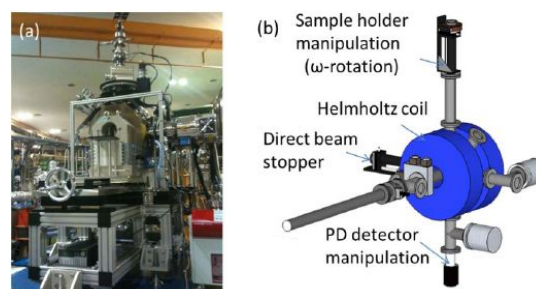 (a)
(b)
Sample holder
manipulation
(ω-rotation)
Helmholtz coil
Direct beam
stopper
PD detector
manipulation